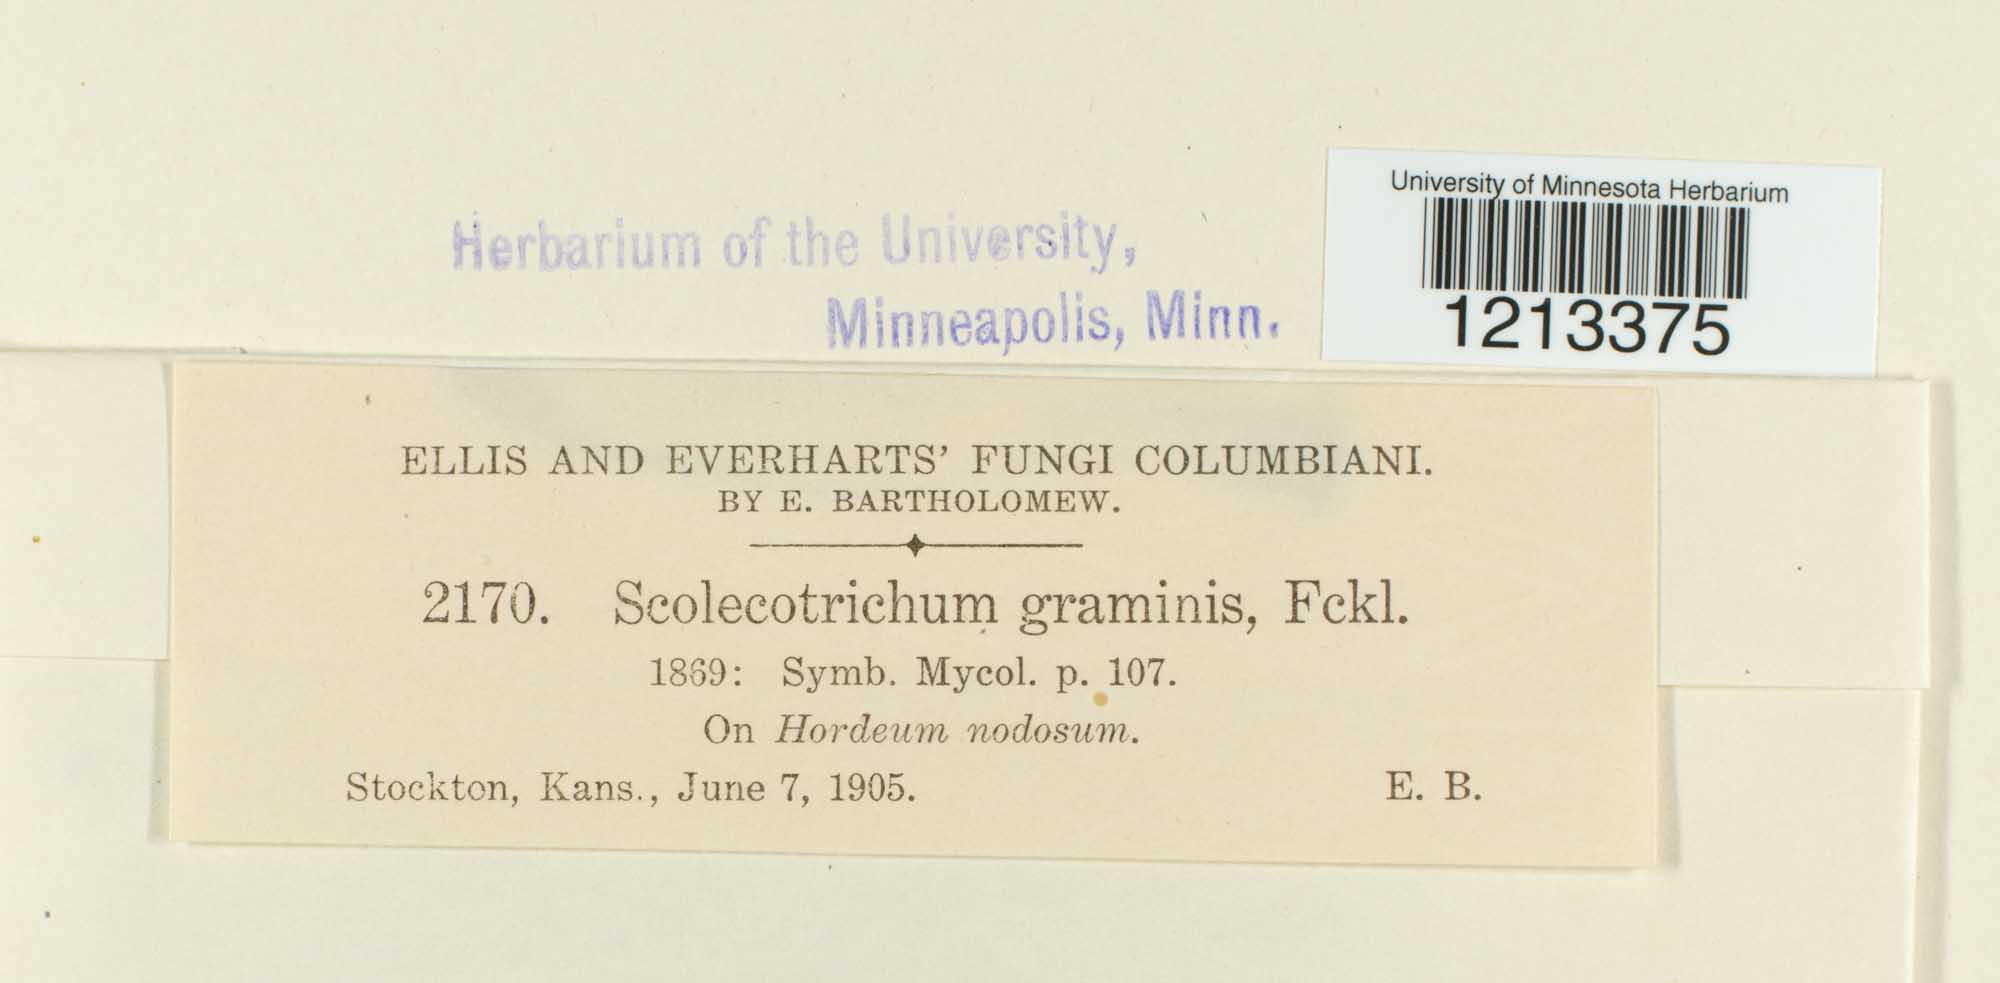 University of Minnesota Herbarium
1213375
Herbarium of the University,
Minneapolis, Minn.
ELLIS AND EVERHARTS' FUNGI COLUMBIANI.
BY E. BARTHOLOMEW.
2170. Scolecotrichum graminis, Fckl.
1869: Symb. Mycol. p. 107.
On Hordeum nodosum.
Stockton, Kans., June 7, 1905. E. B.